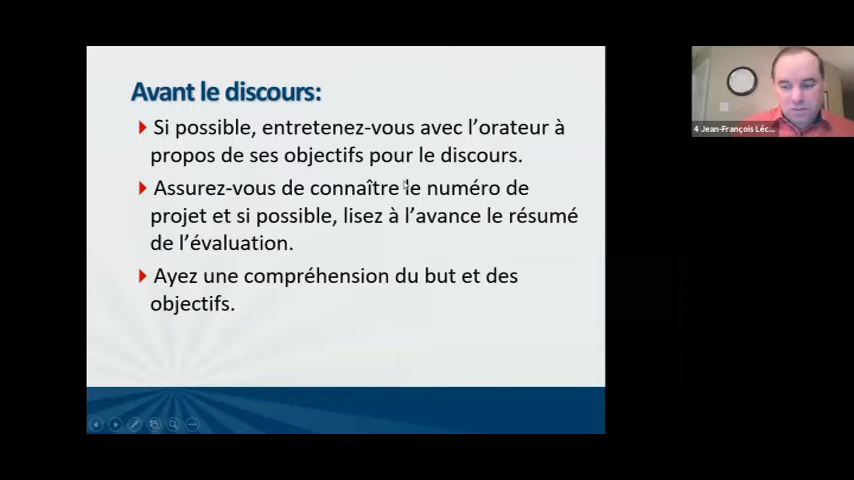 Avant le discours:
Si possible, entretenez-vous avec l'orateur à
propos de ses objectifs pour le discours.
Assurez-vous de connaître le numéro de
projet et si possible, lisez à l'avance le résumé
de l'évaluation.
Ayez une compréhension du but et des
objectifs.
4 Jean-François Léc...